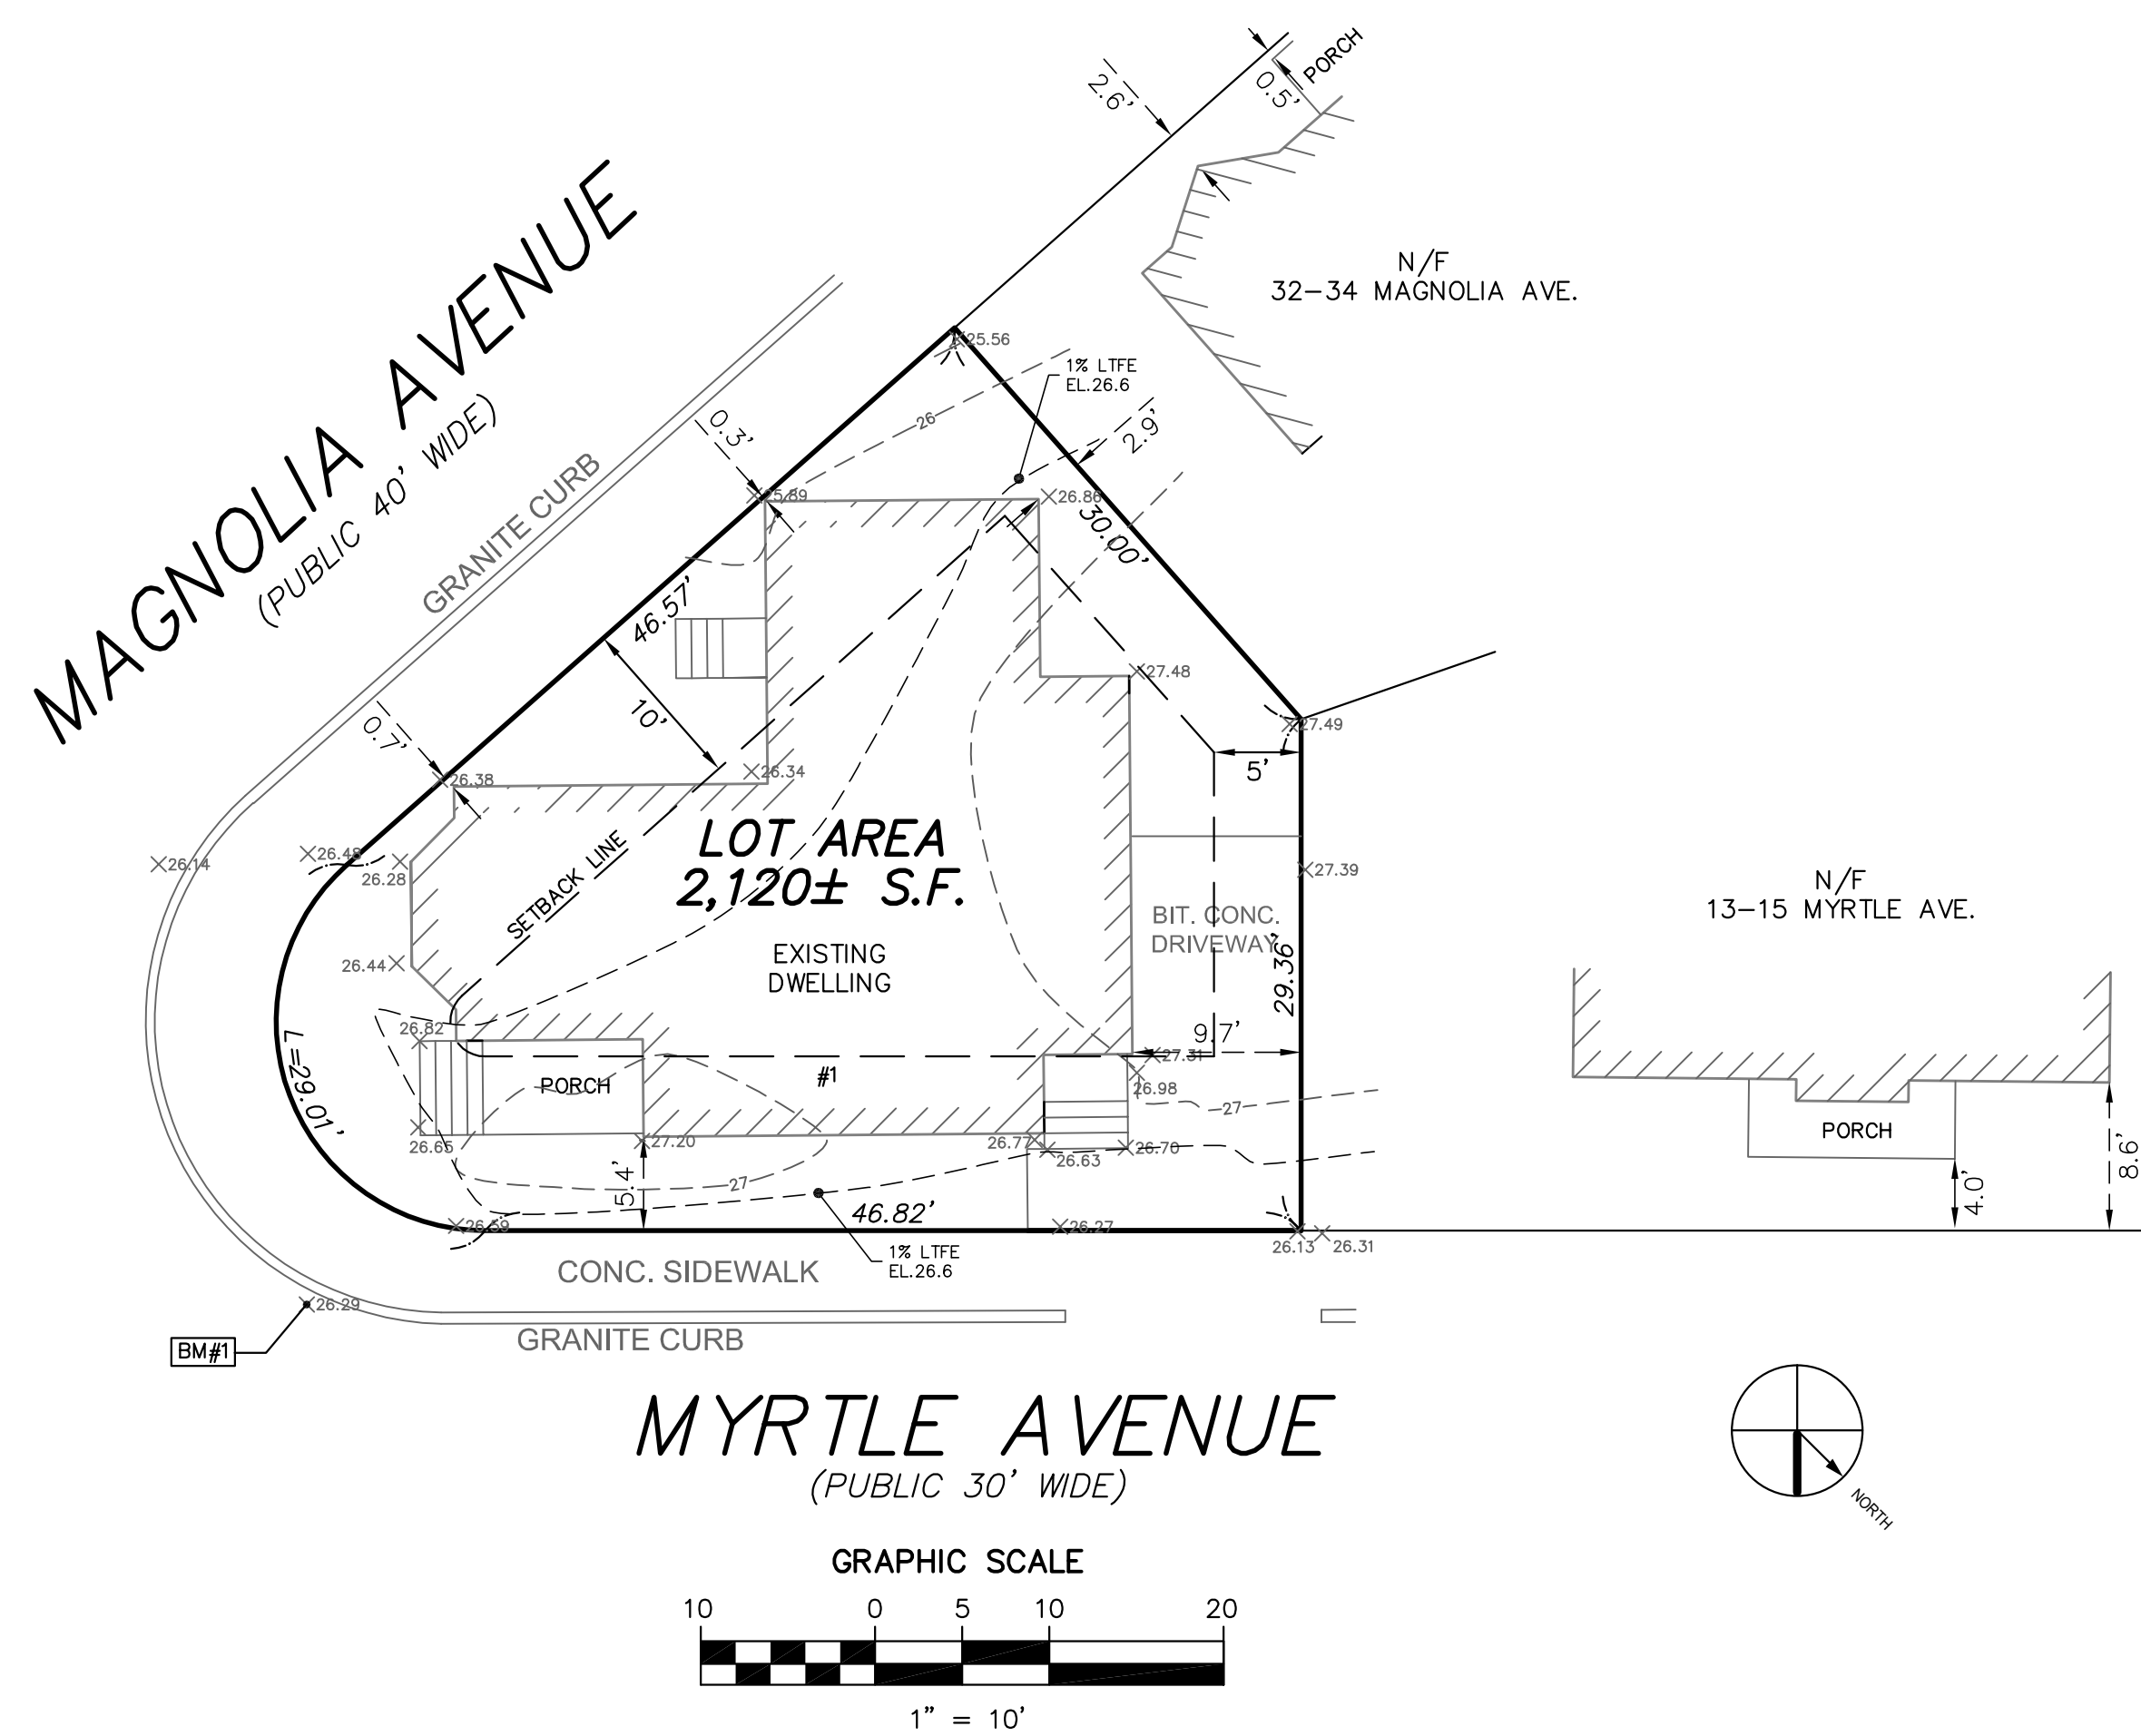 PORCH
0.5'
2.6'
MAGNOLIA AVENUE
(PUBLIC 40' WIDE)
GRANITE CURB
N/F
32-34 MAGNOLIA AVE.
25.56
1% LTFE
EL.26.6
26
2.9'
0.3'
25.89
26.86
30.00'
46.57'
10'
27.48
0.7'
26.38
26.34
27.49
5'
26.14
26.48
26.28
LOT AREA
2,120± S.F.
SETBACK LINE
27.39
N/F
13-15 MYRTLE AVE.
BIT. CONC.
DRIVEWAY
29.36'
EXISTING
DWELLING
26.44
26.82
9.7'
27.31
26.98
L=29.01'
PORCH
#1
27
26.65
27.20
26.77
26.63
26.70
PORCH
5.4'
27
46.82'
4.0'
8.6'
26.59
26.27
26.13
26.31
1% LTFE
EL.26.6
CONC. SIDEWALK
26.29
BM#1
GRANITE CURB
MYRTLE AVENUE
(PUBLIC 30' WIDE)
NORTH
GRAPHIC SCALE
10 0 5 10 20
1" = 10'